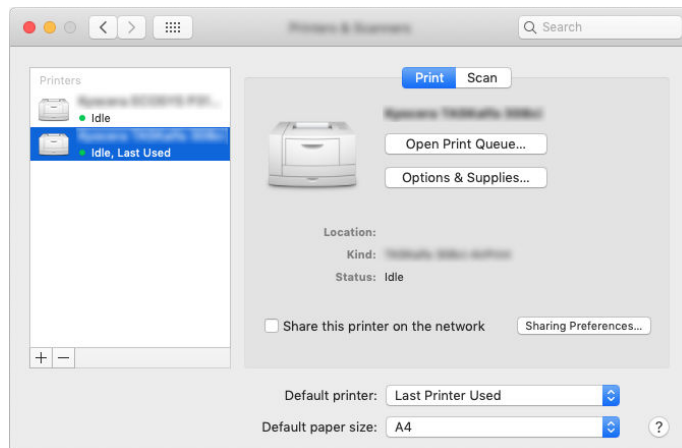 Search
Printers
Idle
Idle, Last Used
Print Scan
Open Print Queue...
Options & Supplies...
Location:
Kind:
Status: Idle
Share this printer on the network
Sharing Preferences...
+ −
Default printer: Last Printer Used
Default paper size: A4
?